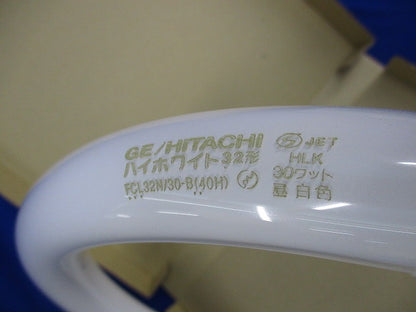 GE/HITACHI
ハイホワイト 32形
FCL32N/30-B(40H)
S JET
HLK
30ワット
昼白色